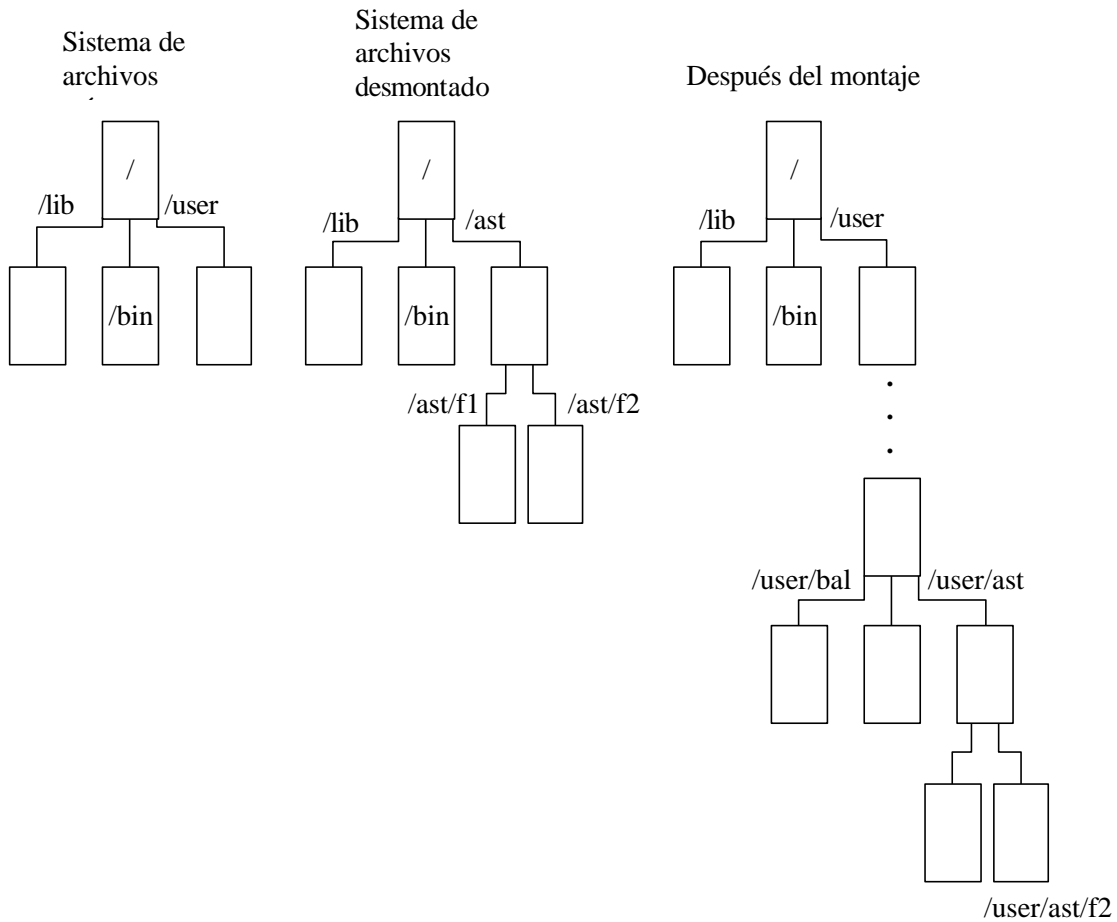 Sistema de
archivos
Sistema de
archivos
desmontado
Después del montaje
/
/lib
/user
/bin
/
/lib
/ast
/bin
/ast/f1
/ast/f2
/
/lib
/user
/bin
/user/bal
/user/ast
/user/ast/f2